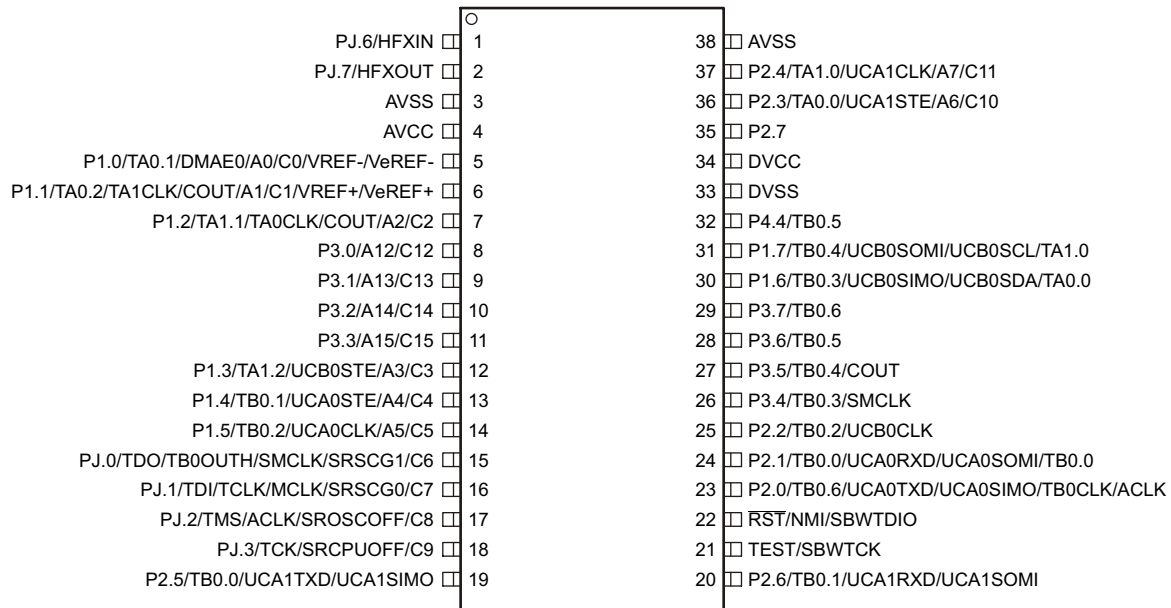 PJ.6/HFXIN 1 38 AVSS
PJ.7/HFXOUT 2 37 P2.4/TA1.0/UCA1CLK/A7/C11
AVSS 3 36 P2.3/TA0.0/UCA1STE/A6/C10
AVCC 4 35 P2.7
P1.0/TA0.1/DMAE0/A0/C0/VREF-/VeREF- 5 34 DVCC
P1.1/TA0.2/TA1CLK/COUT/A1/C1/VREF+/VeREF+ 6 33 DVSS
P1.2/TA1.1/TA0CLK/COUT/A2/C2 7 32 P4.4/TB0.5
P3.0/A12/C12 8 31 P1.7/TB0.4/UCB0SOMI/UCB0SCL/TA1.0
P3.1/A13/C13 9 30 P1.6/TB0.3/UCB0SIMO/UCB0SDA/TA0.0
P3.2/A14/C14 10 29 P3.7/TB0.6
P3.3/A15/C15 11 28 P3.6/TB0.5
P1.3/TA1.2/UCB0STE/A3/C3 12 27 P3.5/TB0.4/COUT
P1.4/TB0.1/UCA0STE/A4/C4 13 26 P3.4/TB0.3/SMCLK
P1.5/TB0.2/UCA0CLK/A5/C5 14 25 P2.2/TB0.2/UCB0CLK
PJ.0/TDO/TB0OUTH/SMCLK/SRSCG1/C6 15 24 P2.1/TB0.0/UCA0RXD/UCA0SOMI/TB0.0
PJ.1/TDI/TCLK/MCLK/SRSCG0/C7 16 23 P2.0/TB0.6/UCA0TXD/UCA0SIMO/TB0CLK/ACLK
PJ.2/TMS/ACLK/SROSCOFF/C8 17 22 RST/NMI/SBWTDIO
PJ.3/TCK/SRCPUOFF/C9 18 21 TEST/SBWTCK
P2.5/TB0.0/UCA1TXD/UCA1SIMO 19 20 P2.6/TB0.1/UCA1RXD/UCA1SOMI